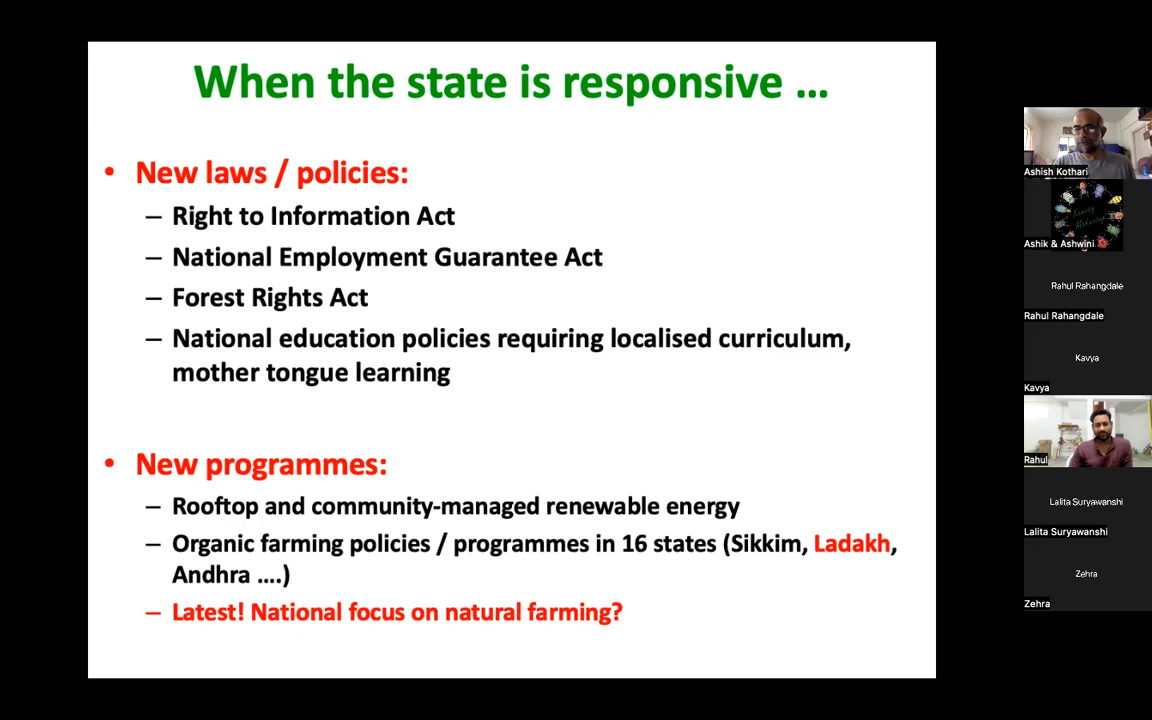 When the state is responsive ...
• New laws / policies:
– Right to Information Act
– National Employment Guarantee Act
– Forest Rights Act
– National education policies requiring localised curriculum,
mother tongue learning
• New programmes:
– Rooftop and community-managed renewable energy
– Organic farming policies / programmes in 16 states (Sikkim, Ladakh,
Andhra ....)
– Latest! National focus on natural farming?
Ashish Kothari
Ashik & Ashwini
Rahul Rahangdale
Rahul Rahangdale
Kavya
Kavya
Rahul
Lalita Suryawanshi
Lalita Suryawanshi
Zehra
Zehra